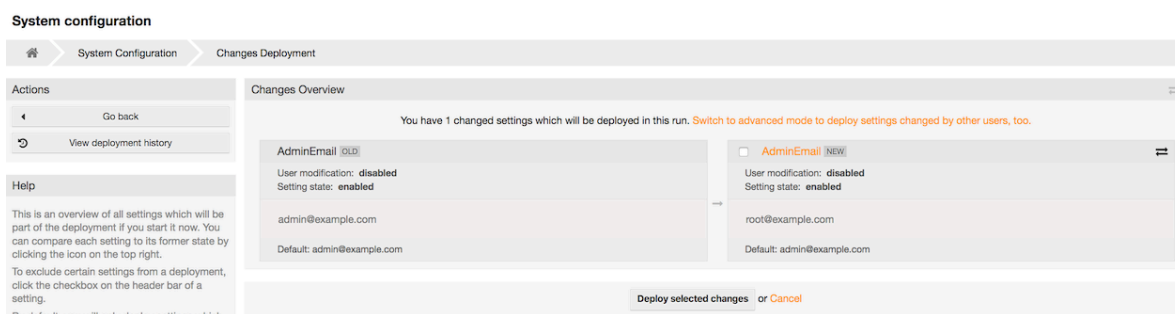 System configuration
System Configuration
Changes Deployment
Actions
Go back
View deployment history
Help
This is an overview of all settings which will be
part of the deployment if you start it now. You
can compare each setting to its former state by
clicking the icon on the top right.
To exclude certain settings from a deployment,
click the checkbox on the header bar of a
setting.
Changes Overview
You have 1 changed settings which will be deployed in this run. Switch to advanced mode to deploy settings changed by other users, too.
AdminEmail OLD
User modification: disabled
Setting state: enabled
admin@example.com
Default: admin@example.com
AdminEmail NEW
User modification: disabled
Setting state: enabled
root@example.com
Default: admin@example.com
Deploy selected changes or Cancel